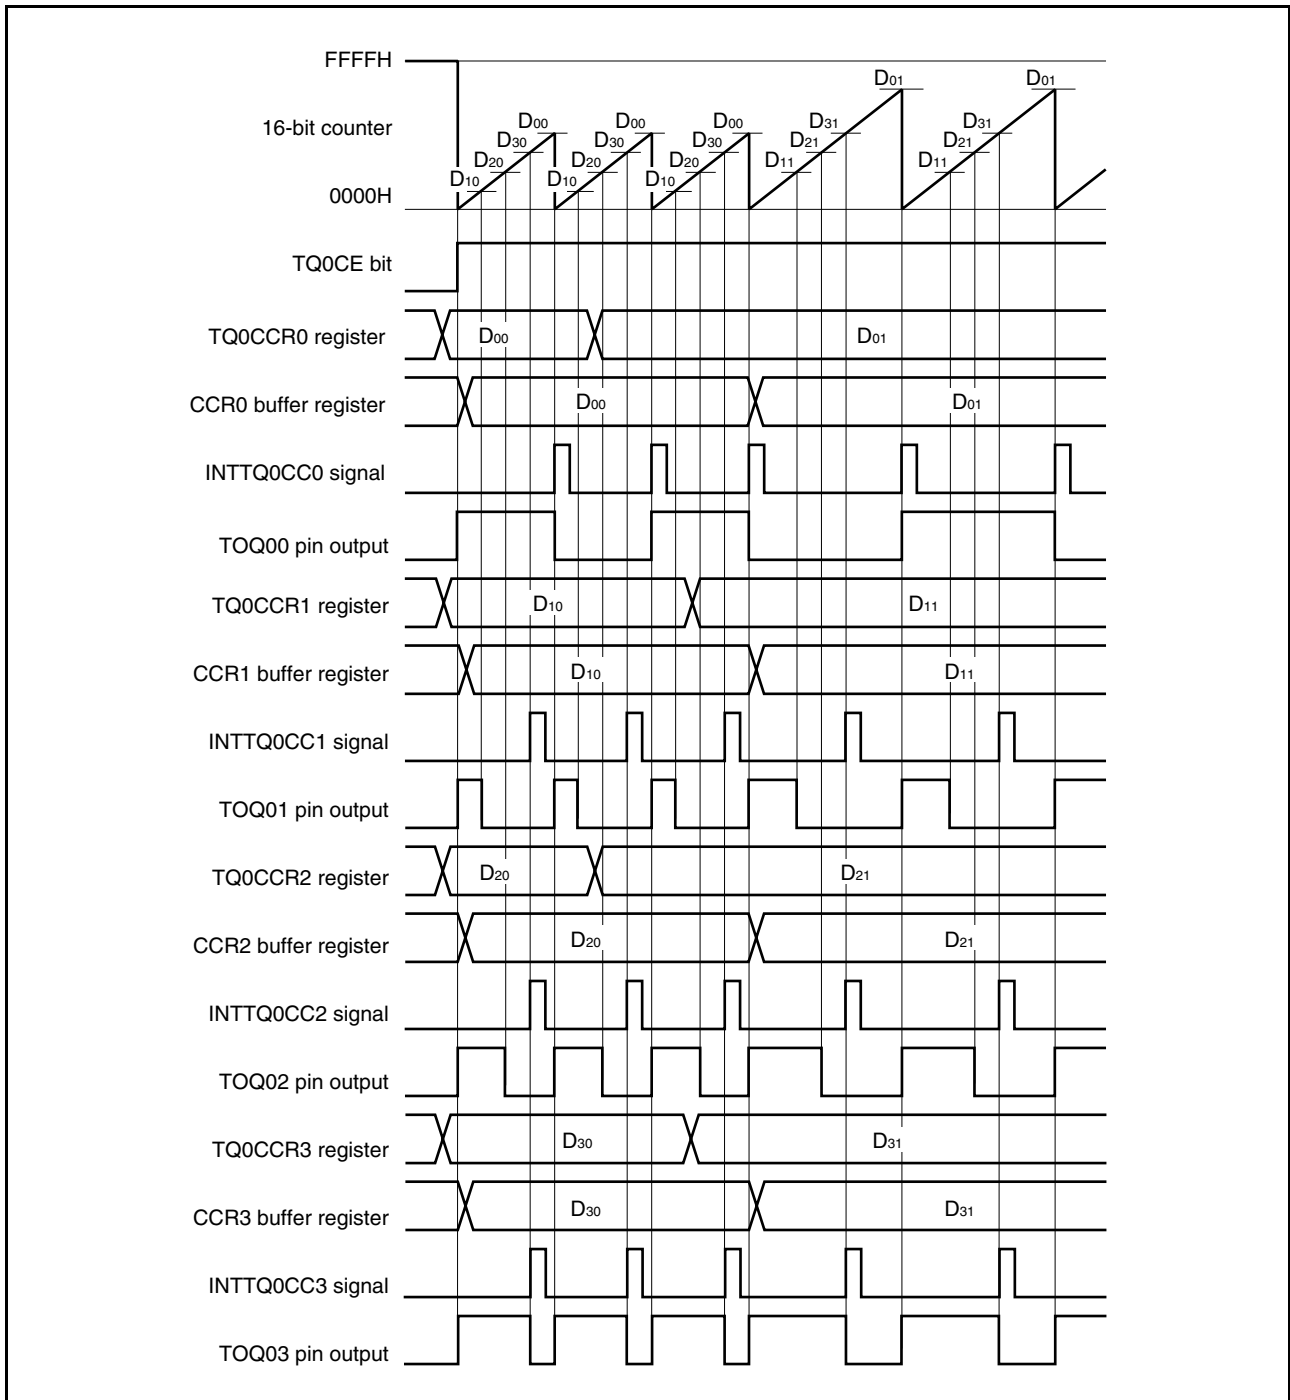 FFFFH
D01 D01
16-bit counter
D00 D00 D00 D31 D31
D30 D30 D30 D21 D21
D20 D20 D20 D11 D11
D10 D10 D10
0000H
TQ0CE bit
TQ0CCR0 register D00 D01
CCR0 buffer register D00 D01
INTTQ0CC0 signal
TOQ00 pin output
TQ0CCR1 register D10 D11
CCR1 buffer register D10 D11
INTTQ0CC1 signal
TOQ01 pin output
TQ0CCR2 register D20 D21
CCR2 buffer register D20 D21
INTTQ0CC2 signal
TOQ02 pin output
TQ0CCR3 register D30 D31
CCR3 buffer register D30 D31
INTTQ0CC3 signal
TOQ03 pin output